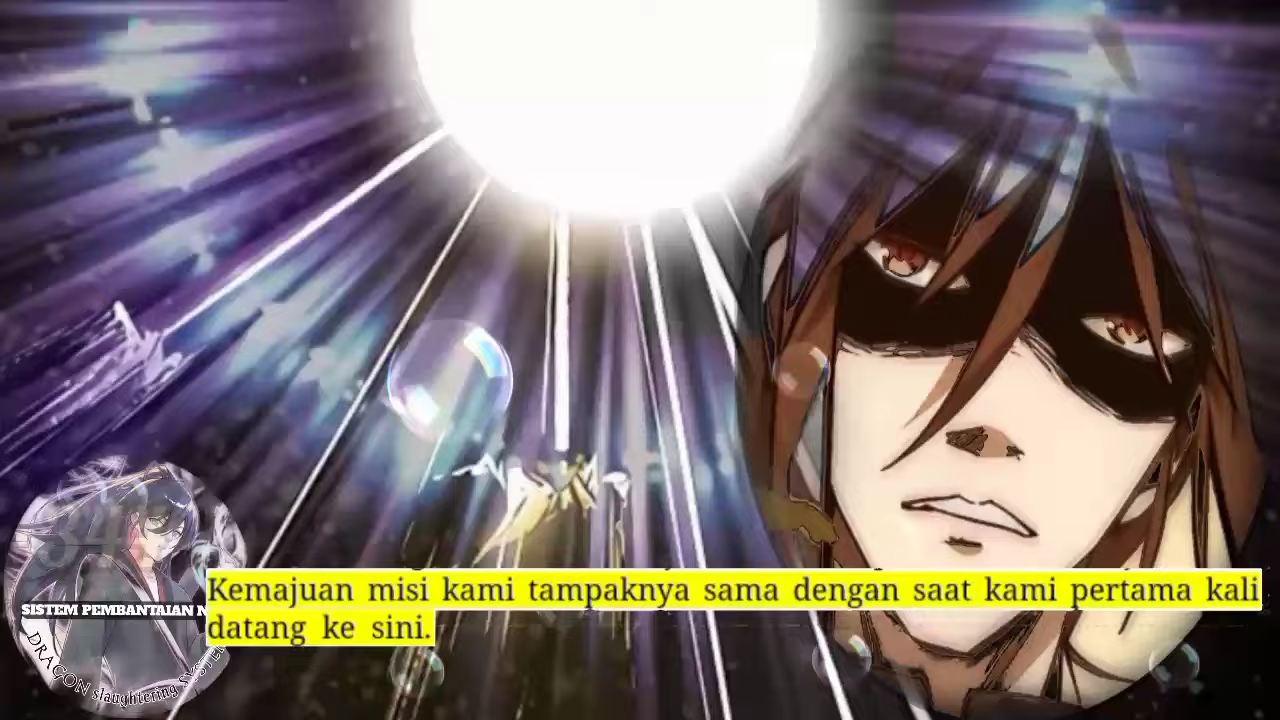 Kemajuan misi kami tampaknya sama dengan saat kami pertama kali
datang ke sini.
SISTEM PEMBANTAIAN N
DRAGON slaughtering